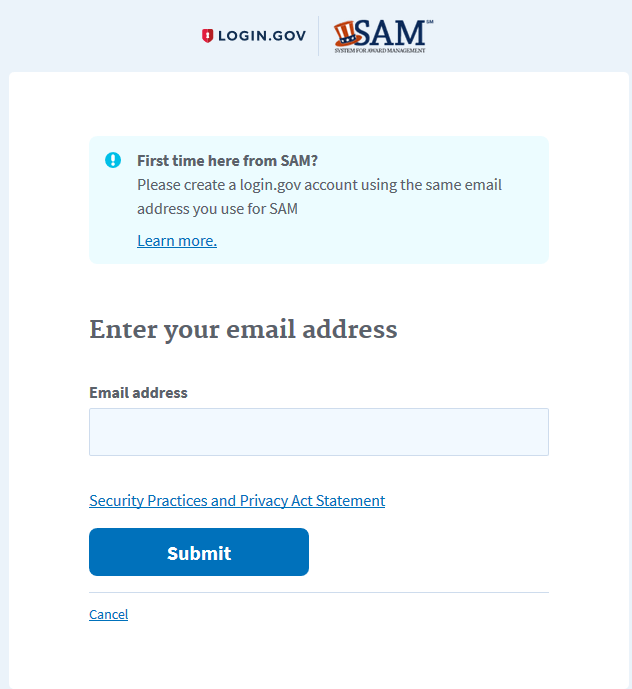 LOGIN.GOV
SAM SM
SYSTEM FOR AWARD MANAGEMENT
First time here from SAM?
Please create a login.gov account using the same email
address you use for SAM
Learn more.
Enter your email address
Email address
Security Practices and Privacy Act Statement
Submit
Cancel